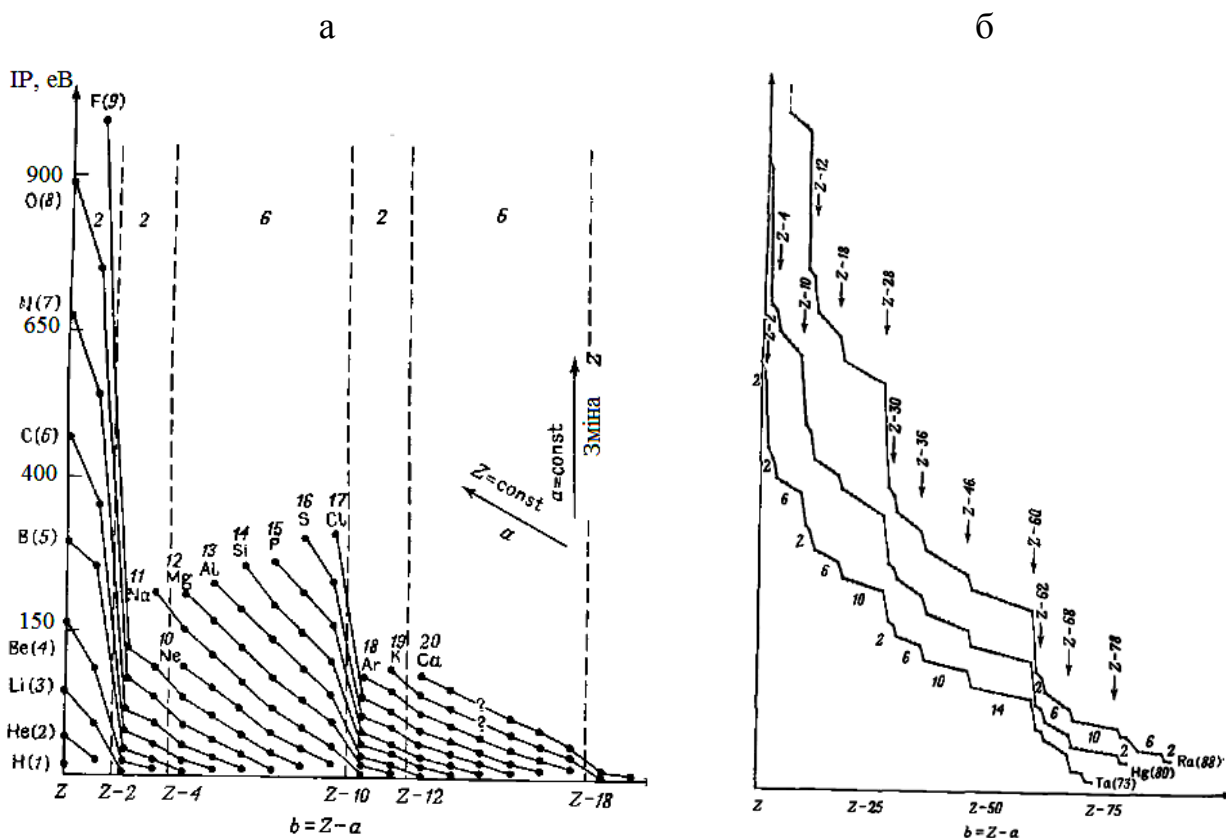 а
IP, еВ
F(9)
900
O(8)
2
2
6
2
6
N(7)
650
C(6)
400
B(5)
150
Be(4)
Li(3)
He(2)
H(1)
11
Na
12
Mg
13
Al
14
Si
15
P
16
S
17
Cl
10
Ne
18
Ar
19
K
20
Ca
?
?
Z=const
a
a=const
Зміна Z
Z
Z-2
Z-4
Z-10
Z-12
Z-18
b=Z-a
б
Z-2
Z-4
Z-10
Z-12
Z-18
Z-28
Z-30
Z-36
Z-46
Z-60
Z-62
Z-68
Z-78
2
2
6
2
6
10
2
6
10
14
2
6
10
2
6
2
Ta(73)
Hg(80)
Ra(88)
Z
Z-25
Z-50
Z-75
b=Z-a